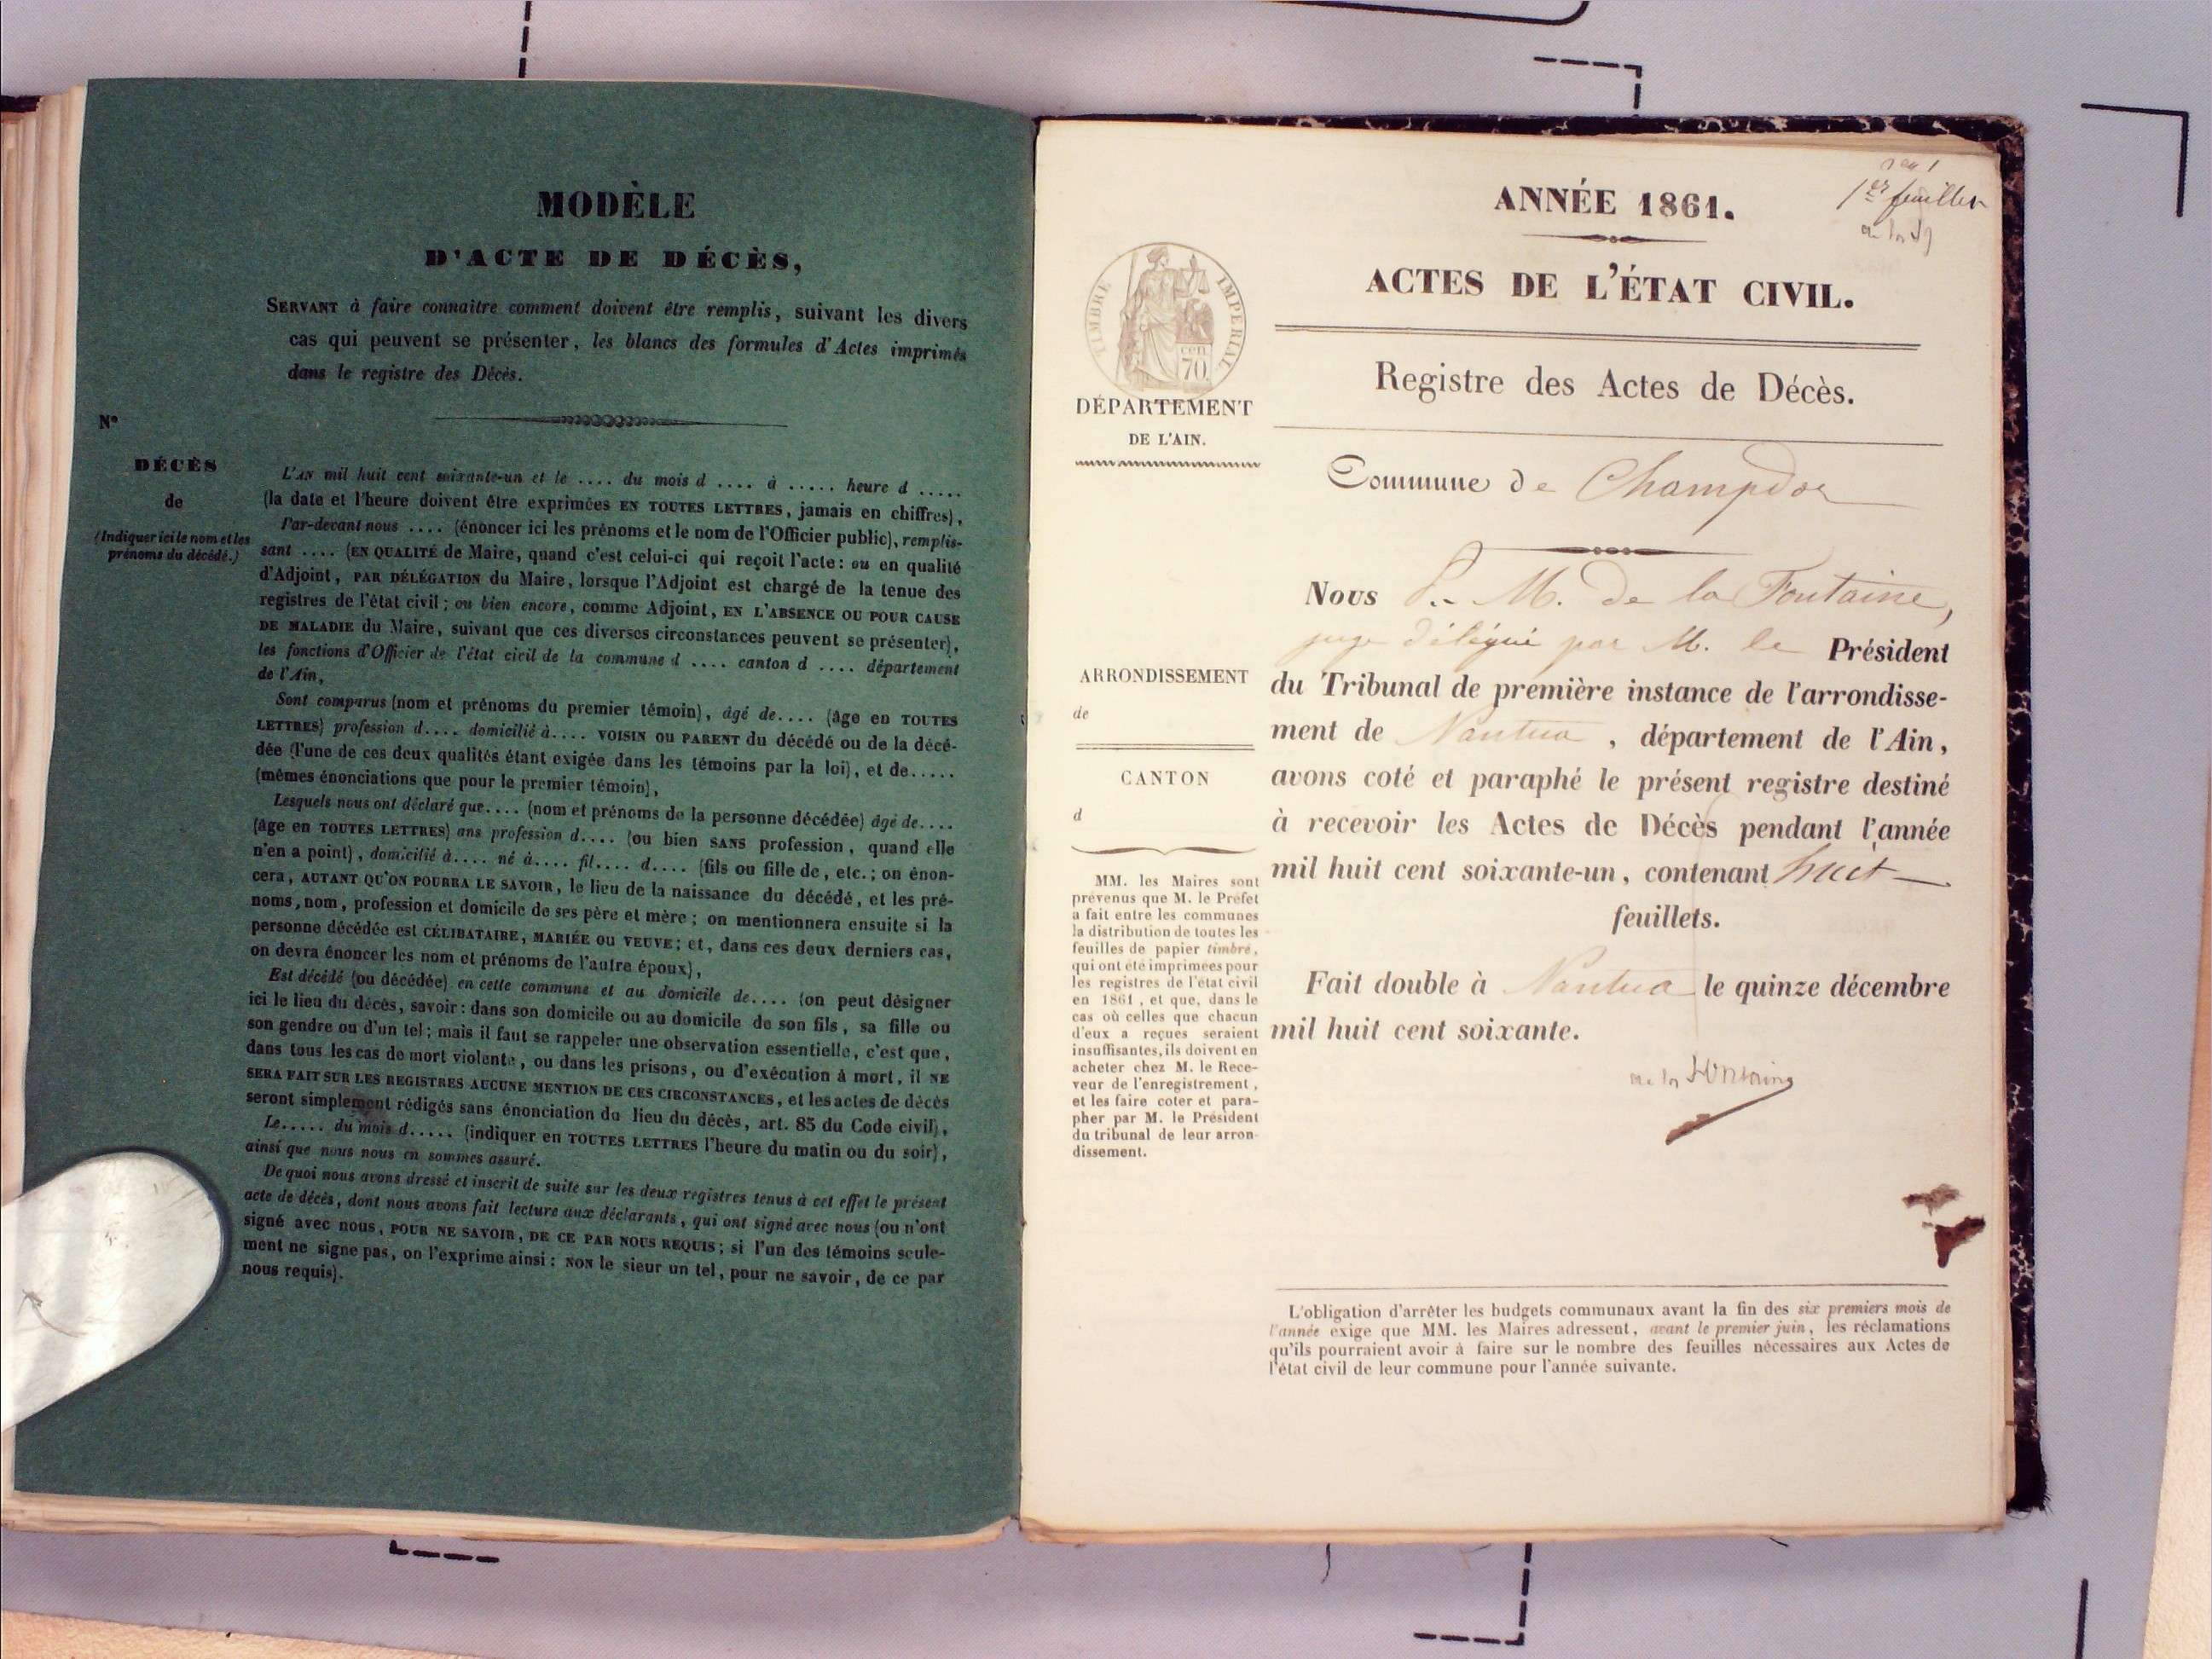 MODÈLE
D'ACTE DE DÉCÈS,
SERVANT à faire connaître comment doivent être remplis, suivant les divers
cas qui peuvent se présenter, les blancs des formules d'Actes imprimés
dans le registre des Décès.
N°
DÉCÈS
de
(Indiquer ici le nom et les
prénoms du décédé.)
L'AN mil huit cent soixante-un et le .... du mois d .... à ..... heure d .....
(la date et l'heure doivent être exprimées EN TOUTES LETTRES, jamais en chiffres),
Par-devant nous .... (énoncer ici les prénoms et le nom de l'Officier public), remplis-
sant .... (EN QUALITÉ de Maire, quand c'est celui-ci qui reçoit l'acte: ou en qualité
d'Adjoint, PAR DÉLÉGATION du Maire, lorsque l'Adjoint est chargé de la tenue des
registres de l'état civil; ou bien encore, comme Adjoint, EN L'ABSENCE OU POUR CAUSE
DE MALADIE du Maire, suivant que ces diverses circonstances peuvent se présenter),
les fonctions d'Officier de l'état civil de la commune d .... canton d .... département
de l'Ain,
Sont comparus (nom et prénoms du premier témoin), âgé de.... (âge en TOUTES
LETTRES) profession d.... domicilié à.... VOISIN OU PARENT du décédé ou de la décé-
dée (l'une de ces deux qualités étant exigée dans les témoins par la loi), et de.....
(mêmes énonciations que pour le premier témoin),
Lesquels nous ont déclaré que.... (nom et prénoms de la personne décédée) âgé de....
(âge en TOUTES LETTRES) ans profession d.... (ou bien SANS profession, quand elle
n'en a point), domicilié à.... né à.... fil.... d.... (fils ou fille de, etc.; on énon-
cera, AUTANT QU'ON POURRA LE SAVOIR, le lieu de la naissance du décédé, et les pré-
noms, nom, profession et domicile de ses père et mère; on mentionnera ensuite si la
personne décédée est CÉLIBATAIRE, MARIÉE OU VEUVE; et, dans ces deux derniers cas,
on devra énoncer les nom et prénoms de l'autre époux),
Est décédé (ou décédée) en cette commune et au domicile de.... (on peut désigner
ici le lieu du décès, savoir: dans son domicile ou au domicile de son fils, sa fille ou
son gendre ou d'un tel; mais il faut se rappeler une observation essentielle, c'est que,
dans tous les cas de mort violente, ou dans les prisons, ou d'exécution à mort, il NE
SERA FAIT SUR LES REGISTRES AUCUNE MENTION DE CES CIRCONSTANCES, et les actes de décès
seront simplement rédigés sans énonciation du lieu du décès, art. 85 du Code civil),
Le..... du mois d..... (indiquer en TOUTES LETTRES l'heure du matin ou du soir),
ainsi que nous nous en sommes assuré.
De quoi nous avons dressé et inscrit de suite sur les deux registres tenus à cet effet le présent
acte de décès, dont nous avons fait lecture aux déclarants, qui ont signé avec nous (ou n'ont
signé avec nous, POUR NE SAVOIR, DE CE PAR NOUS REQUIS; si l'un des témoins seule-
ment ne signe pas, on l'exprime ainsi: NON le sieur un tel, pour ne savoir, de ce par
nous requis).
1er feuillet
ANNÉE 1861.
ACTES DE L'ÉTAT CIVIL.
Registre des Actes de Décès.
TIMBRE IMPERIAL
cen
70
DÉPARTEMENT
DE L'AIN.
Commune de Champdor
Nous P.-M. De la Fontaine,
juge délégué par M. le Président
du Tribunal de première instance de l'arrondisse-
ment de Nantua, département de l'Ain,
avons coté et paraphé le présent registre destiné
à recevoir les Actes de Décès pendant l'année
mil huit cent soixante-un, contenant huit
feuillets.
Fait double à Nantua le quinze décembre
mil huit cent soixante.
de la Fontaine
ARRONDISSEMENT
de
CANTON
d
MM. les Maires sont
prévenus que M. le Préfet
a fait entre les communes
la distribution de toutes les
feuilles de papier timbré,
qui ont été imprimées pour
les registres de l'état civil
en 1861, et que, dans le
cas où celles que chacun
d'eux a reçues seraient
insuffisantes, ils doivent en
acheter chez M. le Rece-
veur de l'enregistrement,
et les faire coter et para-
pher par M. le Président
du tribunal de leur arron-
dissement.
L'obligation d'arrêter les budgets communaux avant la fin des six premiers mois de
l'année exige que MM. les Maires adressent, avant le premier juin, les réclamations
qu'ils pourraient avoir à faire sur le nombre des feuilles nécessaires aux Actes de
l'état civil de leur commune pour l'année suivante.